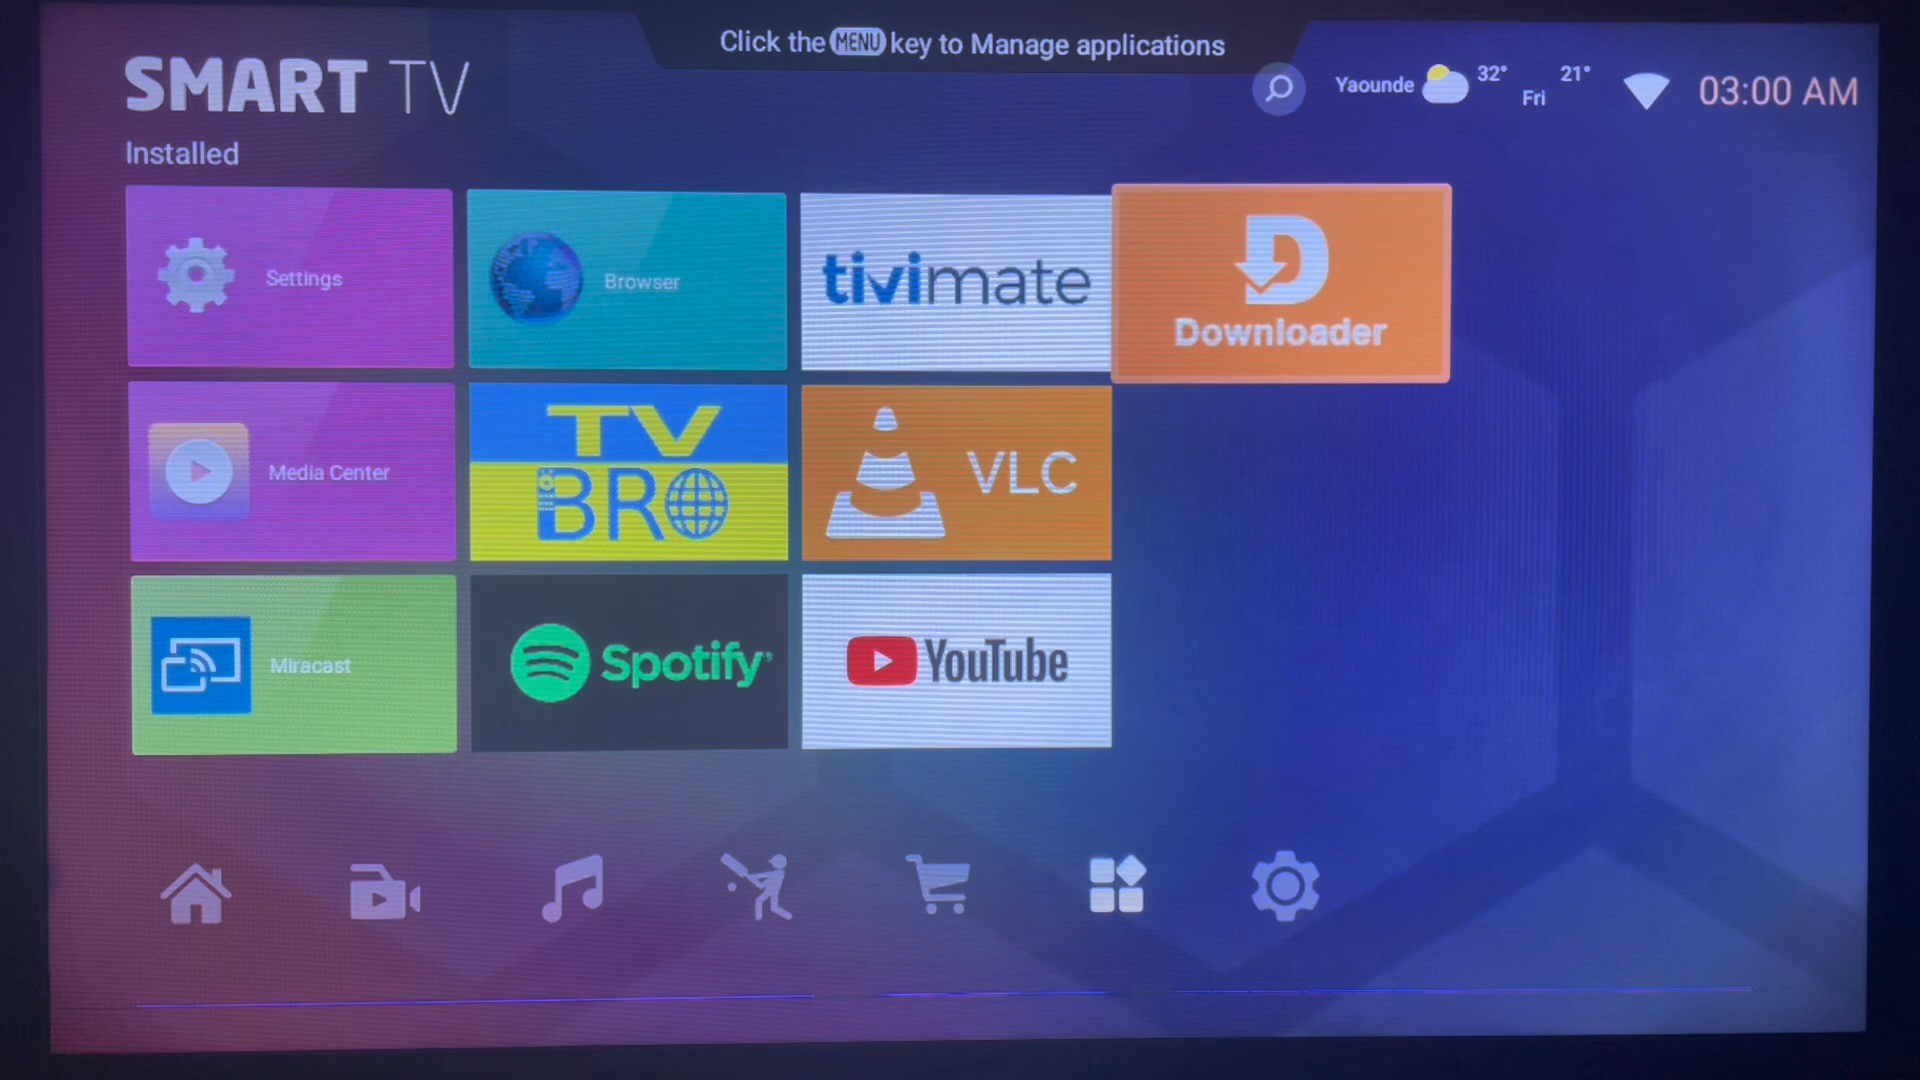 Click the MENU key to Manage applications
SMART TV
Yaounde 32° Fri 21° 03:00 AM
Installed
Settings
Browser
tivimate
Downloader
Media Center
TV
BRO
VLC
Miracast
Spotify
YouTube